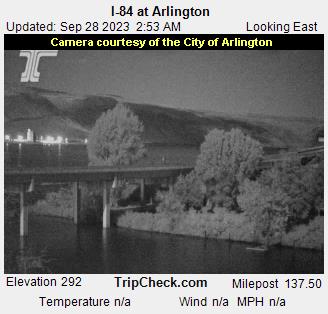 I-84 at Arlington
Updated: Sep 28 2023 2:53 AM Looking East
Camera courtesy of the City of Arlington
Elevation 292 TripCheck.com Milepost 137.50
Temperature n/a Wind n/a MPH n/a